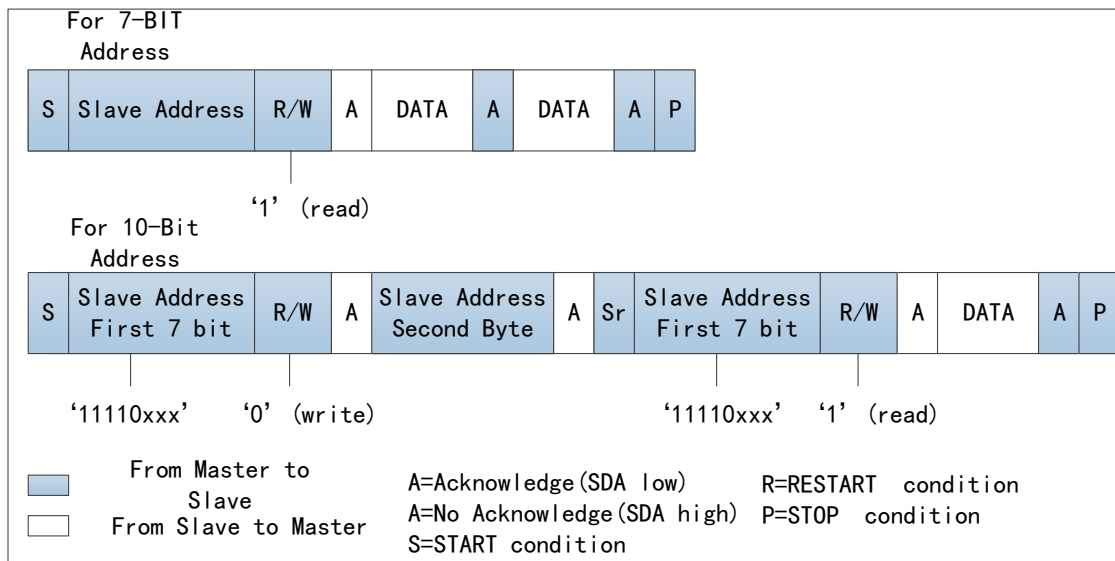 For 7-BIT
Address
S Slave Address R/W A DATA A DATA A P
‘1’ (read)
For 10-Bit
Address
S Slave Address First 7 bit R/W A Slave Address Second Byte A Sr Slave Address First 7 bit R/W A DATA A P
‘11110xxx’ ‘0’ (write) ‘11110xxx’ ‘1’ (read)
From Master to
Slave
From Slave to Master
A=Acknowledge(SDA low)
A=No Acknowledge(SDA high)
S=START condition
R=RESTART condition
P=STOP condition